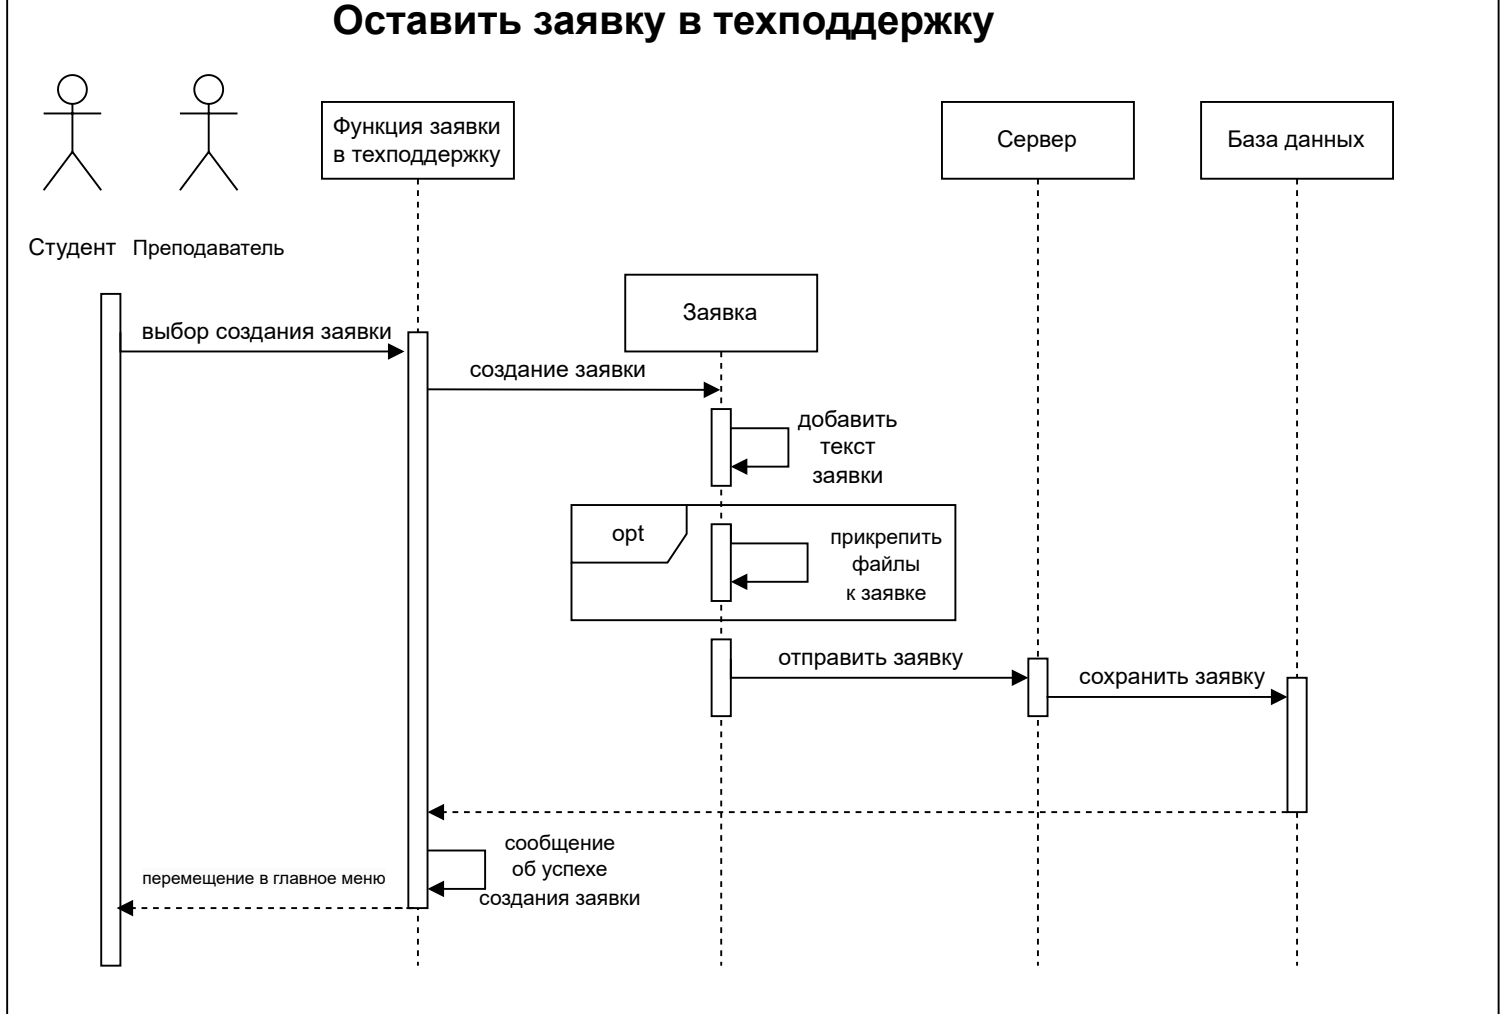 Оставить заявку в техподдержку
Функция заявки
в техподдержку
Сервер
База данных
Студент
Преподаватель
Заявка
выбор создания заявки
создание заявки
добавить
текст
заявки
opt
прикрепить
файлы
к заявке
отправить заявку
сохранить заявку
сообщение
об успехе
создания заявки
перемещение в главное меню